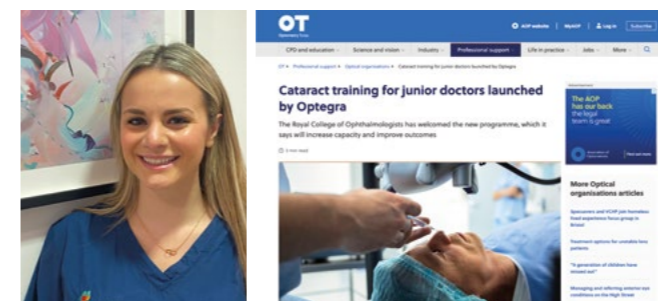 OT
Optometry Today
AOP website | MyAOP | Log in Subscribe
CPD and education Science and vision Industry Professional support Life in practice Jobs More
OT Professional support Optical organisations Cataract training for junior doctors launched by Optegra
Cataract training for junior doctors launched
by Optegra
The Royal College of Ophthalmologists has welcomed the new programme, which it
says will increase capacity and improve outcomes
3 min read
Advertisement
The AOP
has our back
the legal
team is great
Association of
Optometrists
Find out more
More Optical
organisations articles
Specsavers and VCHP join homeless
lived experience focus group in
Bristol
Treatment options for unstable lens
patients
"A generation of children have
missed out"
Managing and referring anterior eye
conditions on the High Street